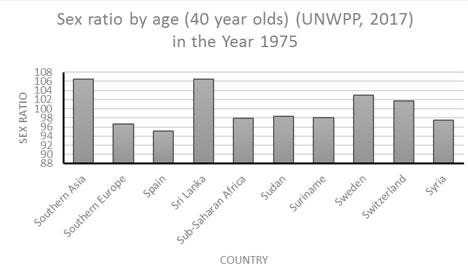 Sex ratio by age (40 year olds) (UNWPP, 2017)
in the Year 1975
SEX RATIO
108
106
104
102
100
98
96
94
92
90
88
Southern Asia
Southern Europe
Spain
Sri Lanka
Sub-Saharan Africa
Sudan
Suriname
Sweden
Switzerland
Syria
COUNTRY